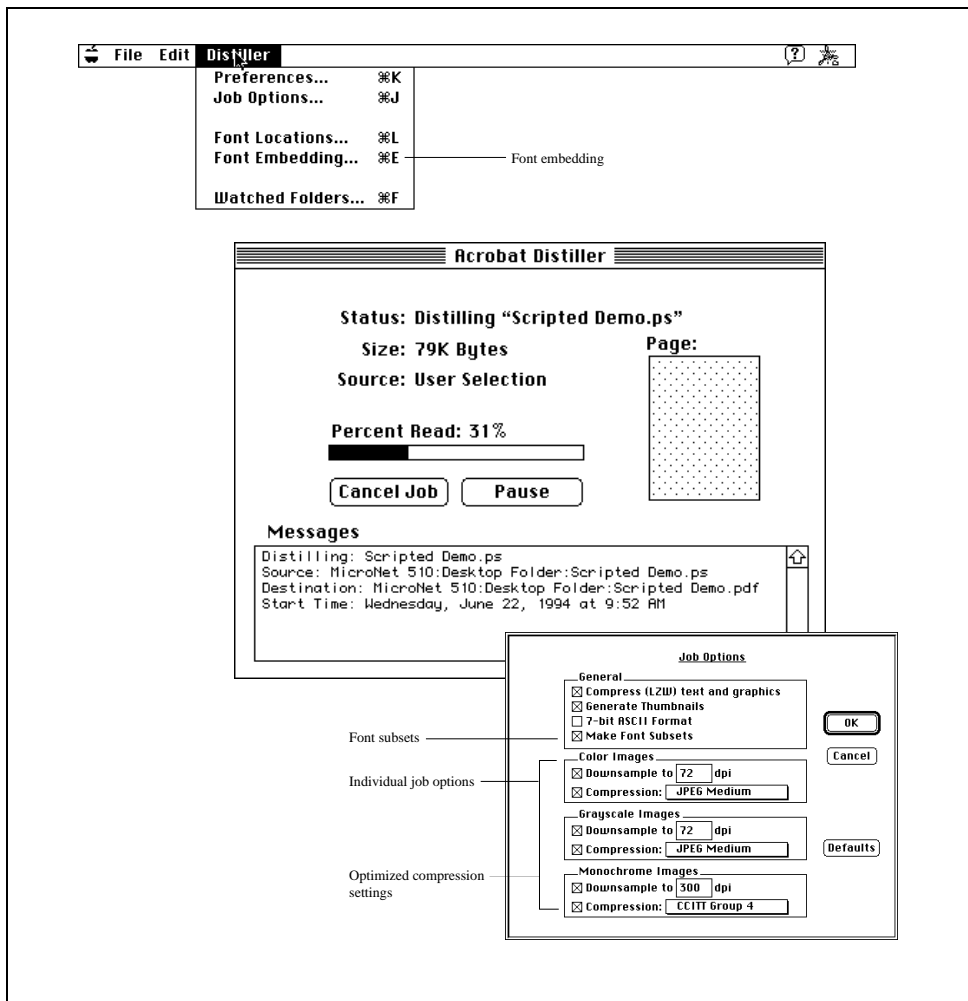 File Edit Distiller
Preferences... ⌘K
Job Options... ⌘J
Font Locations... ⌘L
Font Embedding... ⌘E
Font embedding
Watched Folders... ⌘F
Acrobat Distiller
Status: Distilling “Scripted Demo.ps”
Size: 79K Bytes
Page:
Source: User Selection
Percent Read: 31%
Cancel Job Pause
Messages
Distilling: Scripted Demo.ps
Source: MicroNet 510:Desktop Folder:Scripted Demo.ps
Destination: MicroNet 510:Desktop Folder:Scripted Demo.pdf
Start Time: Wednesday, June 22, 1994 at 9:52 AM
Job Options
General
Compress (LZW) text and graphics
Generate Thumbnails
7-bit ASCII Format
Make Font Subsets
OK
Cancel
Font subsets
Color Images
Downsample to 72 dpi
Compression: JPEG Medium
Individual job options
Grayscale Images
Downsample to 72 dpi
Compression: JPEG Medium
Defaults
Monochrome Images
Downsample to 300 dpi
Compression: CCITT Group 4
Optimized compression
settings